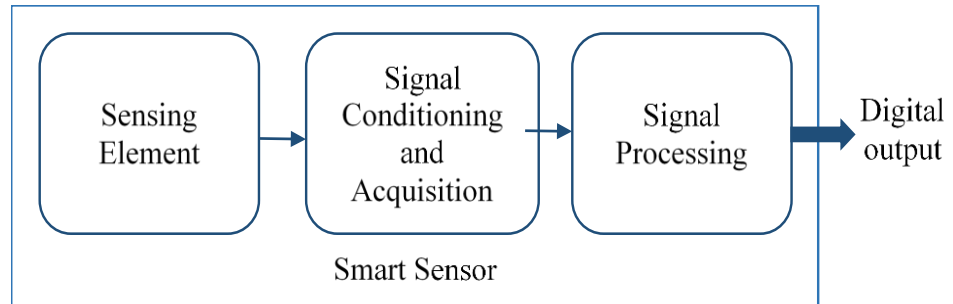 Sensing
Element
Signal
Conditioning
and
Acquisition
Signal
Processing
Digital
output
Smart Sensor